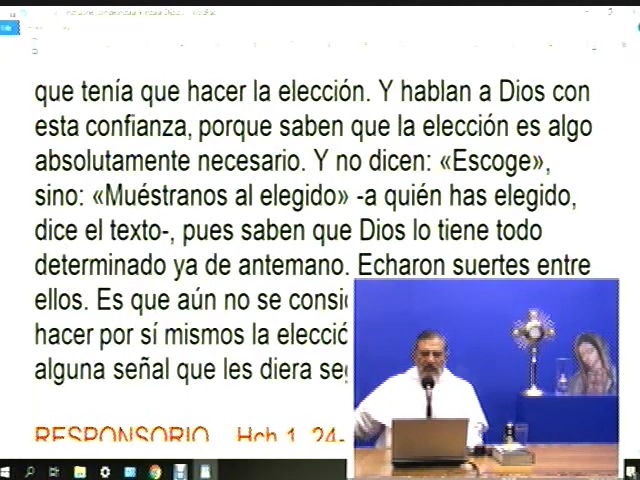 que tenía que hacer la elección. Y hablan a Dios con
esta confianza, porque saben que la elección es algo
absolutamente necesario. Y no dicen: «Escoge»,
sino: «Muéstranos al elegido» -a quién has elegido,
dice el texto-, pues saben que Dios lo tiene todo
determinado ya de antemano. Echaron suertes entre
ellos. Es que aún no se
hacer por sí mismos la
alguna señal que les diera
RESPONSORIO Hch 1, 24-